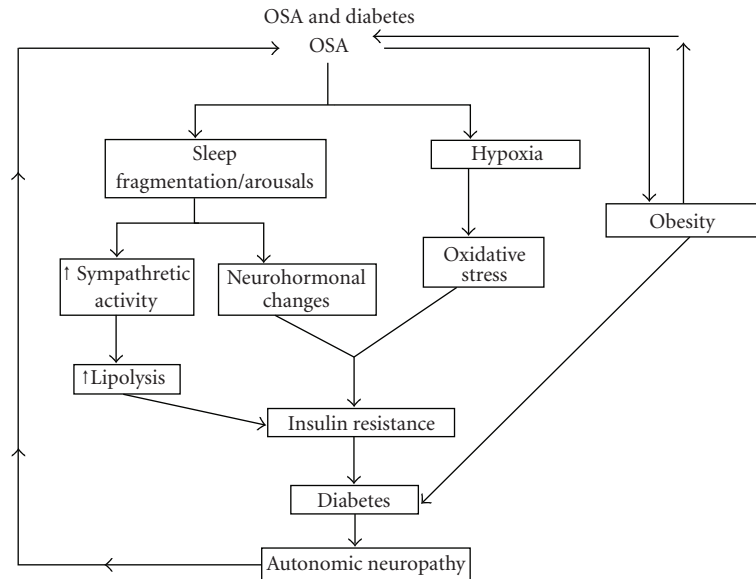 OSA and diabetes
OSA
Sleep
fragmentation/arousals
Hypoxia
Obesity
↑ Sympathretic
activity
Neurohormonal
changes
Oxidative
stress
↑Lipolysis
Insulin resistance
Diabetes
Autonomic neuropathy